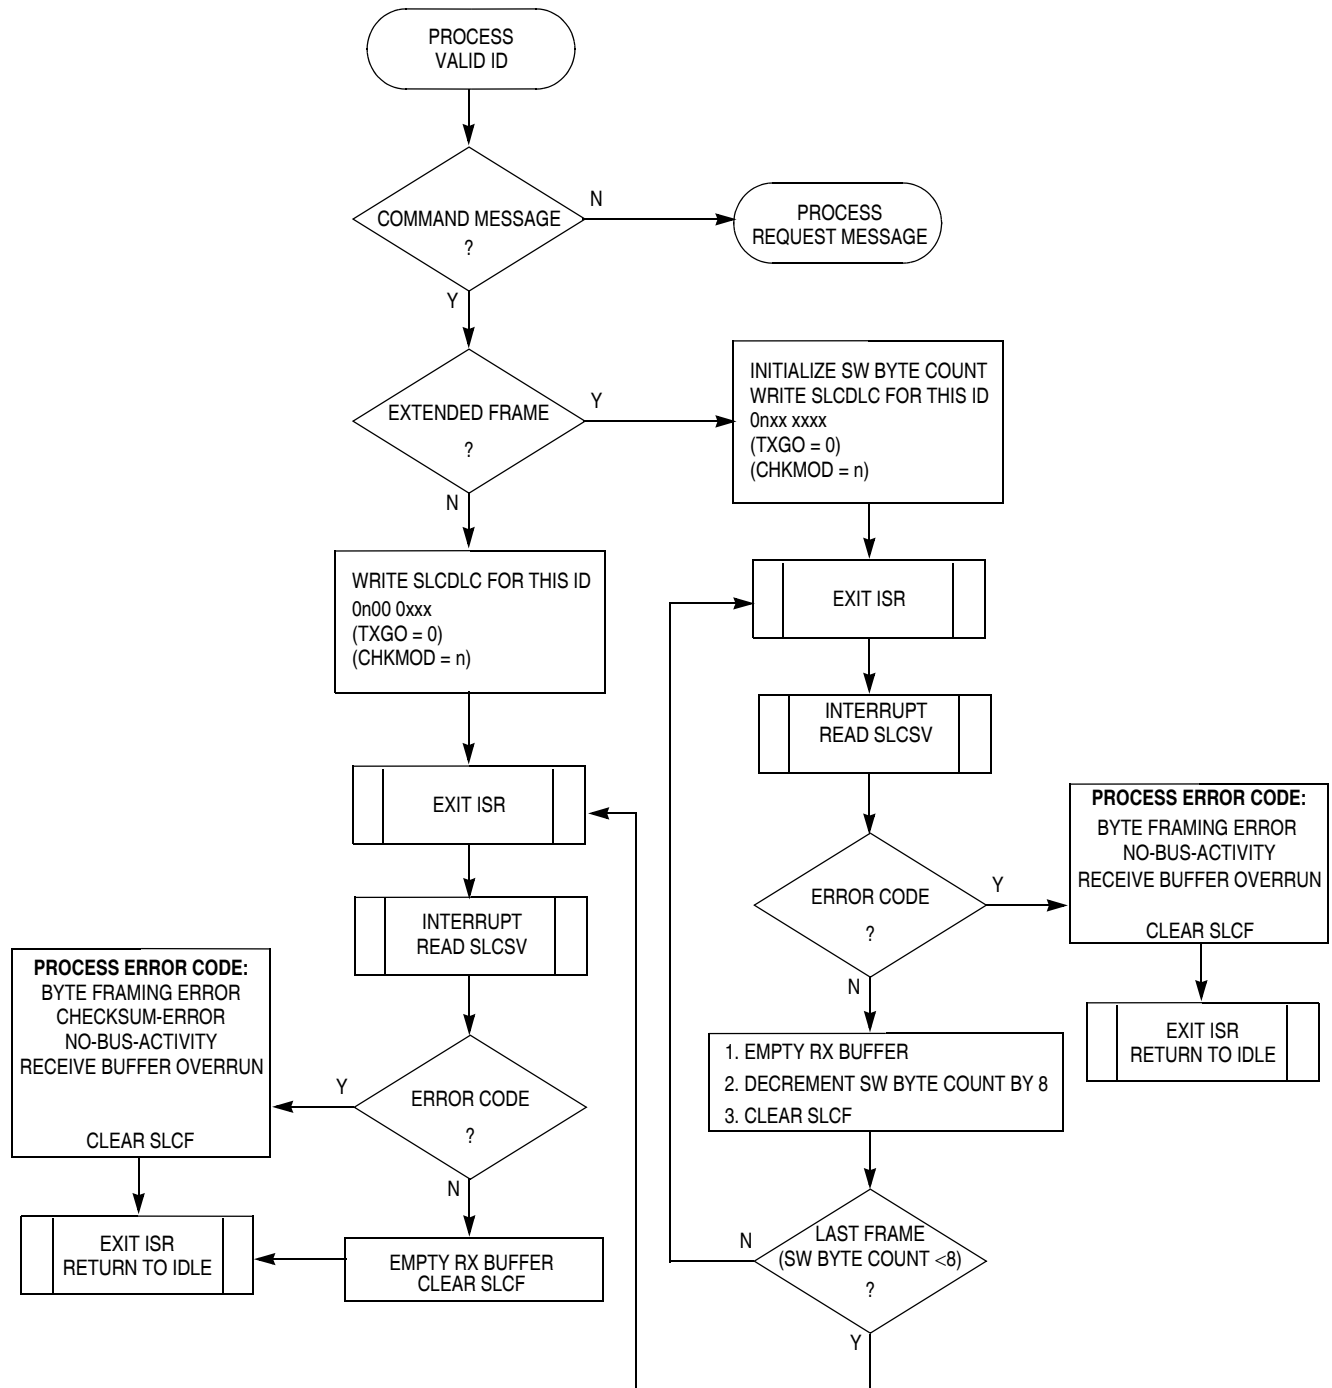 PROCESS
VALID ID
COMMAND MESSAGE
?
N
PROCESS
REQUEST MESSAGE
Y
EXTENDED FRAME
?
Y
INITIALIZE SW BYTE COUNT
WRITE SLCDLC FOR THIS ID
0nxx xxxx
(TXGO = 0)
(CHKMOD = n)
N
WRITE SLCDLC FOR THIS ID
0n00 0xxx
(TXGO = 0)
(CHKMOD = n)
EXIT ISR
INTERRUPT
READ SLCSV
ERROR CODE
?
Y
PROCESS ERROR CODE:
BYTE FRAMING ERROR
NO-BUS-ACTIVITY
RECEIVE BUFFER OVERRUN
CLEAR SLCF
EXIT ISR
RETURN TO IDLE
N
1. EMPTY RX BUFFER
2. DECREMENT SW BYTE COUNT BY 8
3. CLEAR SLCF
LAST FRAME
(SW BYTE COUNT <8)
?
N
Y
EXIT ISR
INTERRUPT
READ SLCSV
ERROR CODE
?
Y
PROCESS ERROR CODE:
BYTE FRAMING ERROR
CHECKSUM-ERROR
NO-BUS-ACTIVITY
RECEIVE BUFFER OVERRUN
CLEAR SLCF
N
EMPTY RX BUFFER
CLEAR SLCF
EXIT ISR
RETURN TO IDLE